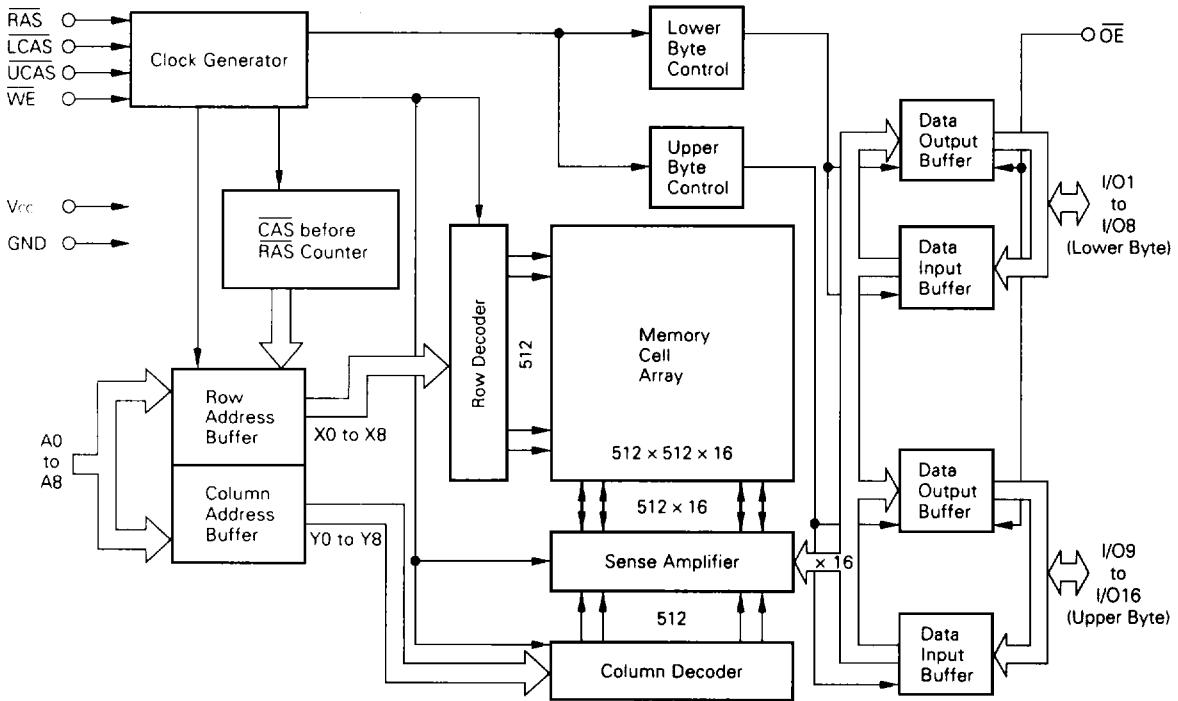 RAS
LCAS
UCAS
WE
Clock Generator
Lower
Byte
Control
OE
Upper
Byte
Control
Data
Output
Buffer
I/O1
to
I/O8
(Lower Byte)
Vcc
GND
CAS before
RAS Counter
Data
Input
Buffer
Row Decoder
512
Memory
Cell
Array
512 × 512 × 16
A0
to
A8
Row
Address
Buffer
X0 to X8
Column
Address
Buffer
Y0 to Y8
512 × 16
Sense Amplifier
× 16
512
Column Decoder
Data
Output
Buffer
I/O9
to
I/O16
(Upper Byte)
Data
Input
Buffer